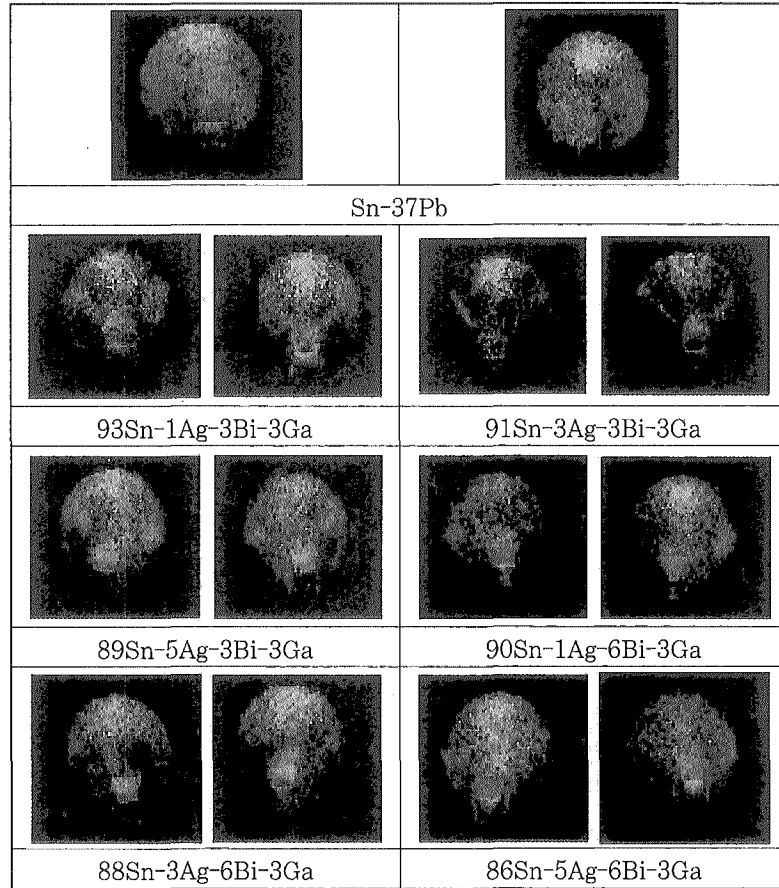 Sn-37Pb
93Sn-1Ag-3Bi-3Ga
91Sn-3Ag-3Bi-3Ga
89Sn-5Ag-3Bi-3Ga
90Sn-1Ag-6Bi-3Ga
88Sn-3Ag-6Bi-3Ga
86Sn-5Ag-6Bi-3Ga